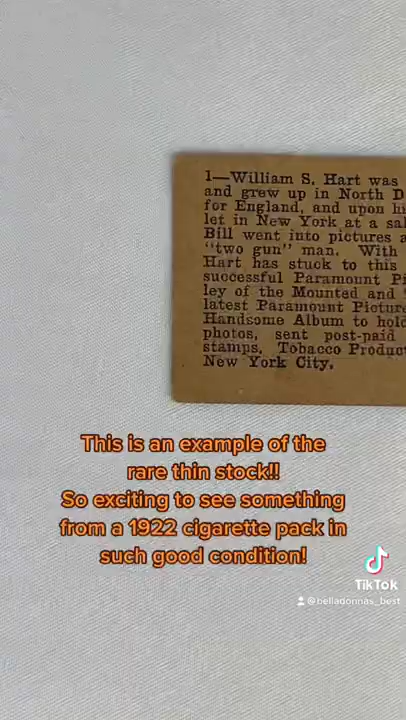 1—William S. Hart was
and grew up in North D
for England, and upon hi
let in New York at a sal
Bill went into pictures a
"two gun" man. With
Hart has stuck to this
successful Paramount Pi
ley of the Mounted and
latest Paramount Picture
Handsome Album to hold
photos, sent post-paid
stamps, Tobacco Product
New York City.
This is an example of the
rare thin stock!!
So exciting to see something
from a 1922 cigarette pack in
such good condition!
TikTok
@belladonnas_best